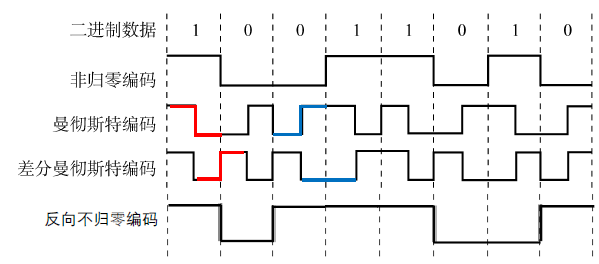 二进制数据 1 0 0 1 1 0 1 0
非归零编码
曼彻斯特编码
差分曼彻斯特编码
反向不归零编码